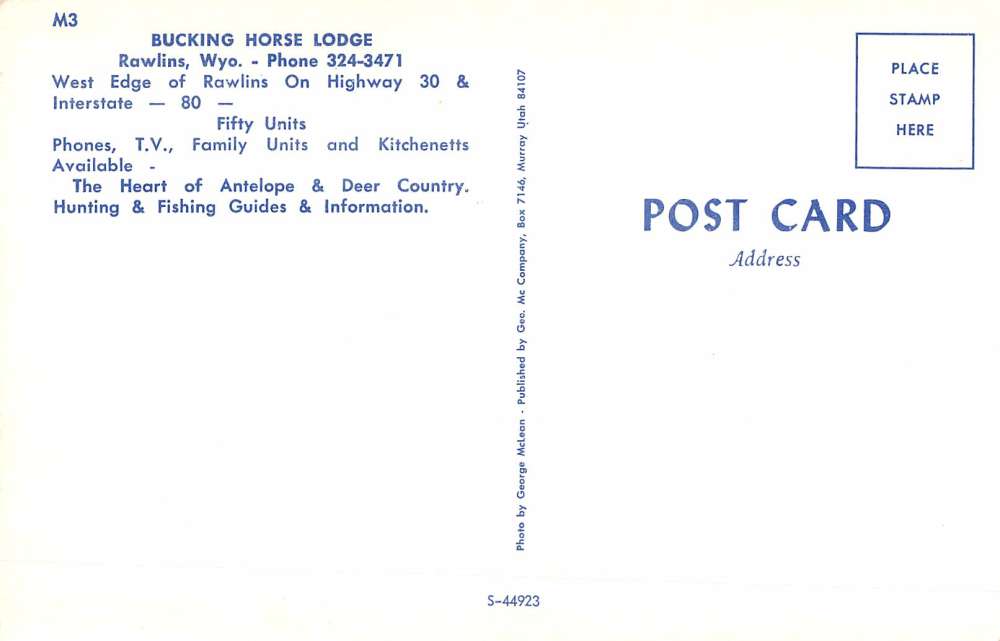 M3
BUCKING HORSE LODGE
Rawlins, Wyo. - Phone 324-3471
West Edge of Rawlins On Highway 30 &
Interstate — 80 —
Fifty Units
Phones, T.V., Family Units and Kitchenetts
Available -
The Heart of Antelope & Deer Country.
Hunting & Fishing Guides & Information.
Photo by George McLean - Published by Geo. Mc Company, Box 7146, Murray Utah 84107
PLACE
STAMP
HERE
POST CARD
Address
S-44923